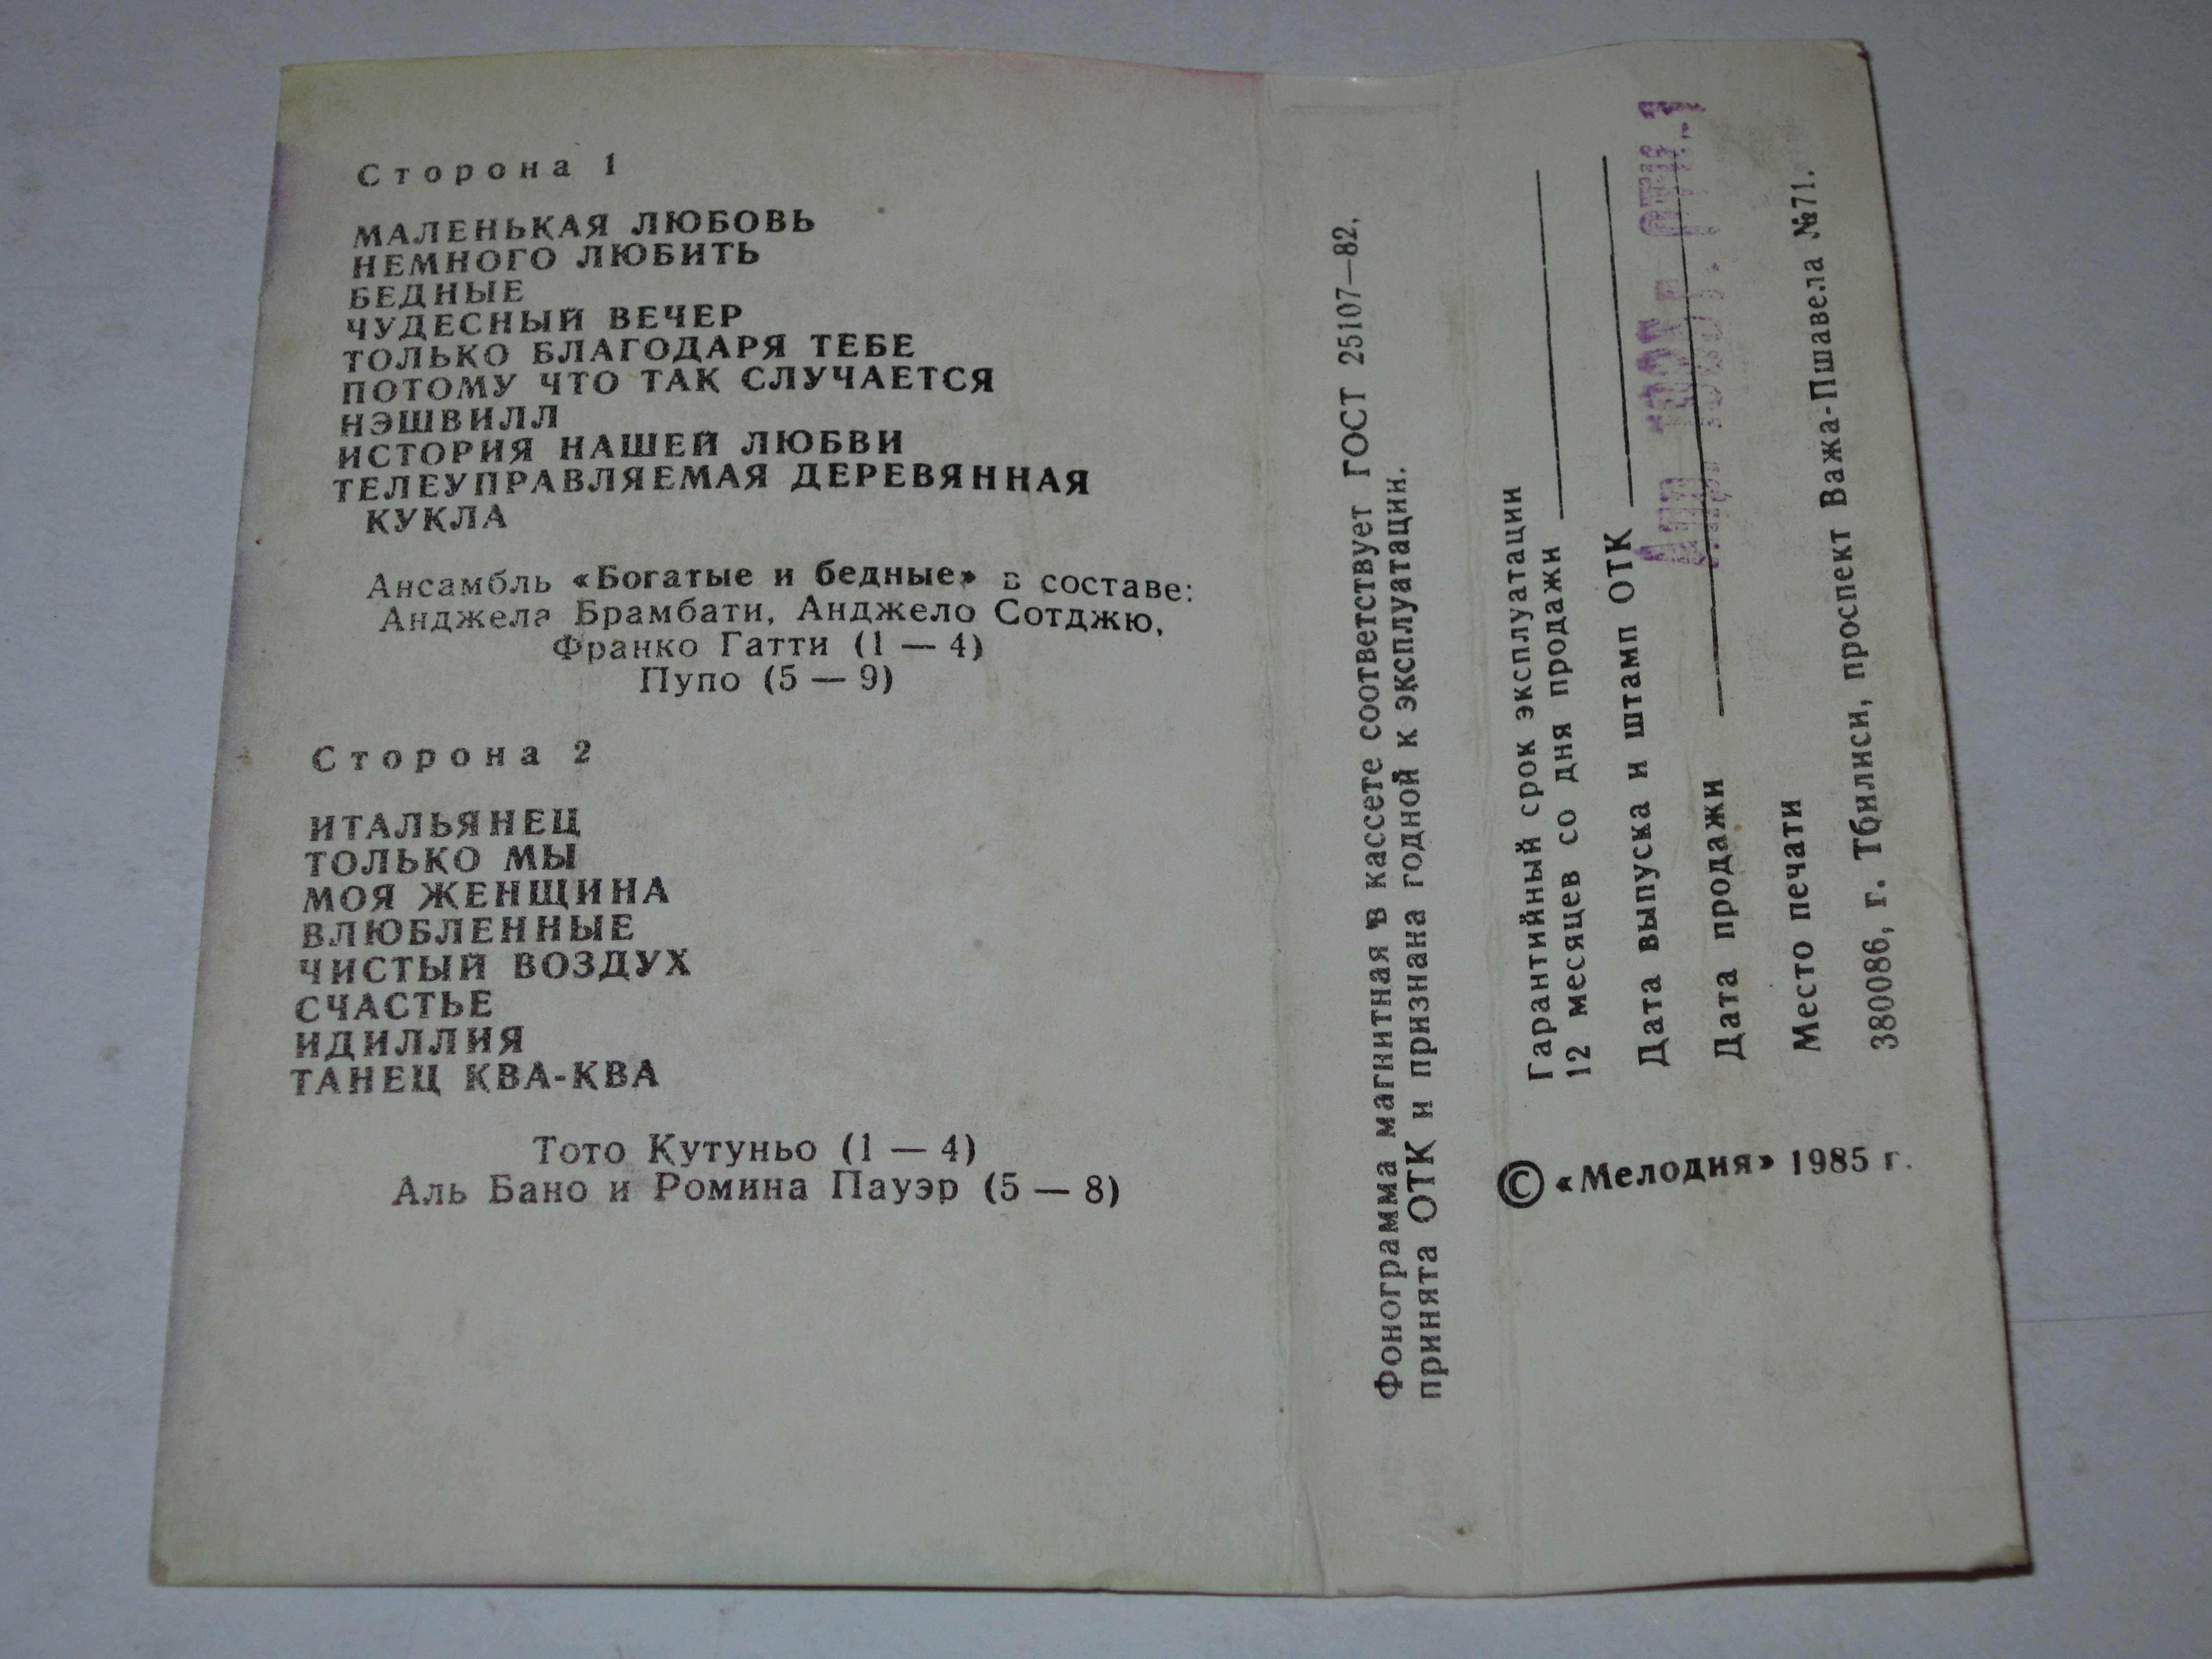 Сторона 1
МАЛЕНЬКАЯ ЛЮБОВЬ
НЕМНОГО ЛЮБИТЬ
БЕДНЫЕ
ЧУДЕСНЫЙ ВЕЧЕР
ТОЛЬКО БЛАГОДАРЯ ТЕБЕ
ПОТОМУ ЧТО ТАК СЛУЧАЕТСЯ
НЭШВИЛЛ
ИСТОРИЯ НАШЕЙ ЛЮБВИ
ТЕЛЕУПРАВЛЯЕМАЯ ДЕРЕВЯННАЯ
КУКЛА
Ансамбль «Богатые и бедные» в составе:
Анджела Брамбати, Анджело Сотджю,
Франко Гатти (1 — 4)
Пупо (5 — 9)
Сторона 2
ИТАЛЬЯНЕЦ
ТОЛЬКО МЫ
МОЯ ЖЕНЩИНА
ВЛЮБЛЕННЫЕ
ЧИСТЫЙ ВОЗДУХ
СЧАСТЬЕ
ИДИЛЛИЯ
ТАНЕЦ КВА-КВА
Тото Кутуньо (1 — 4)
Аль Бано и Ромина Пауэр (5 — 8)
Фонограмма магнитная в кассете соответствует ГОСТ 25107—82,
принята ОТК и признана годной к эксплуатации.
Гарантийный срок эксплуатации
12 месяцев со дня продажи
Дата выпуска и штамп ОТК
Дата продажи
Место печати
380086, г. Тбилиси, проспект Важа-Пшавела №71.
© «Мелодия» 1985 г.